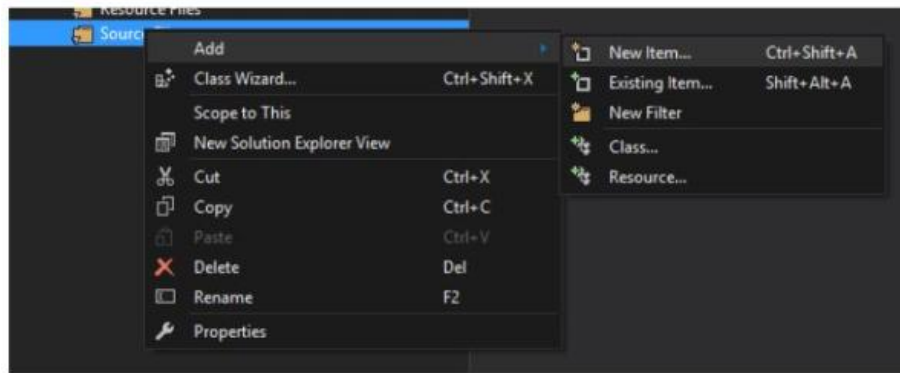 Resource Files
Source
Add
Class Wizard... Ctrl+Shift+X
Scope to This
New Solution Explorer View
Cut Ctrl+X
Copy Ctrl+C
Paste Ctrl+V
Delete Del
Rename F2
Properties
New Item... Ctrl+Shift+A
Existing Item... Shift+Alt+A
New Filter
Class...
Resource...